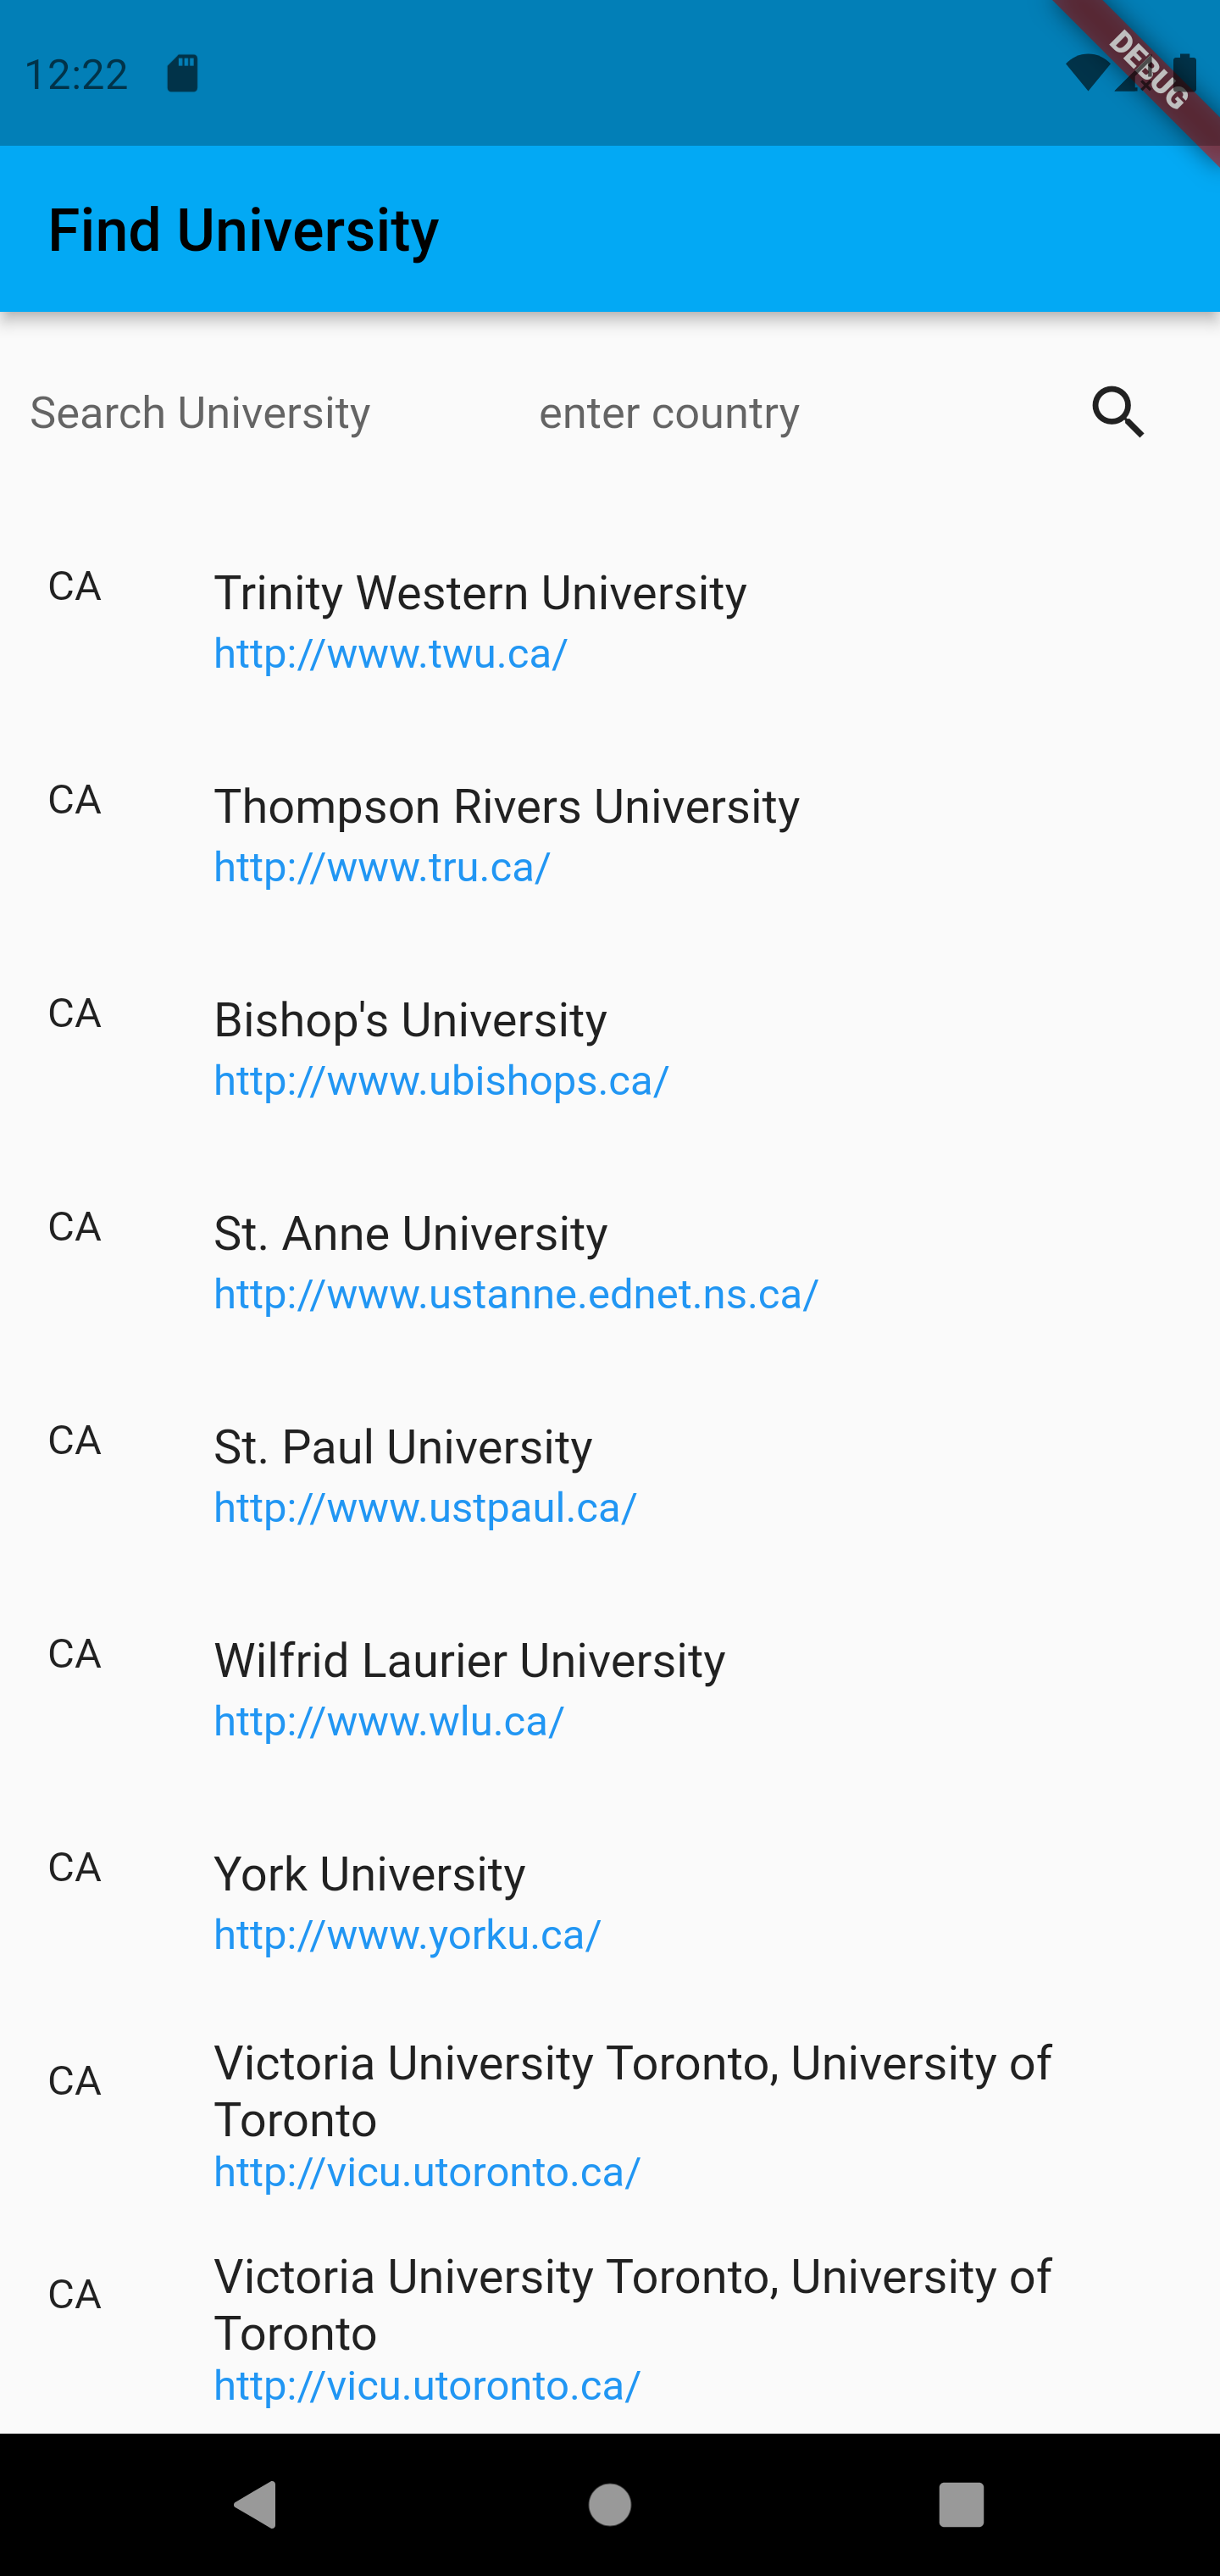 12:22
DEBUG
Find University
Search University enter country
CA Trinity Western University
http://www.twu.ca/
CA Thompson Rivers University
http://www.tru.ca/
CA Bishop's University
http://www.ubishops.ca/
CA St. Anne University
http://www.ustanne.ednet.ns.ca/
CA St. Paul University
http://www.ustpaul.ca/
CA Wilfrid Laurier University
http://www.wlu.ca/
CA York University
http://www.yorku.ca/
CA Victoria University Toronto, University of
Toronto
http://vicu.utoronto.ca/
CA Victoria University Toronto, University of
Toronto
http://vicu.utoronto.ca/